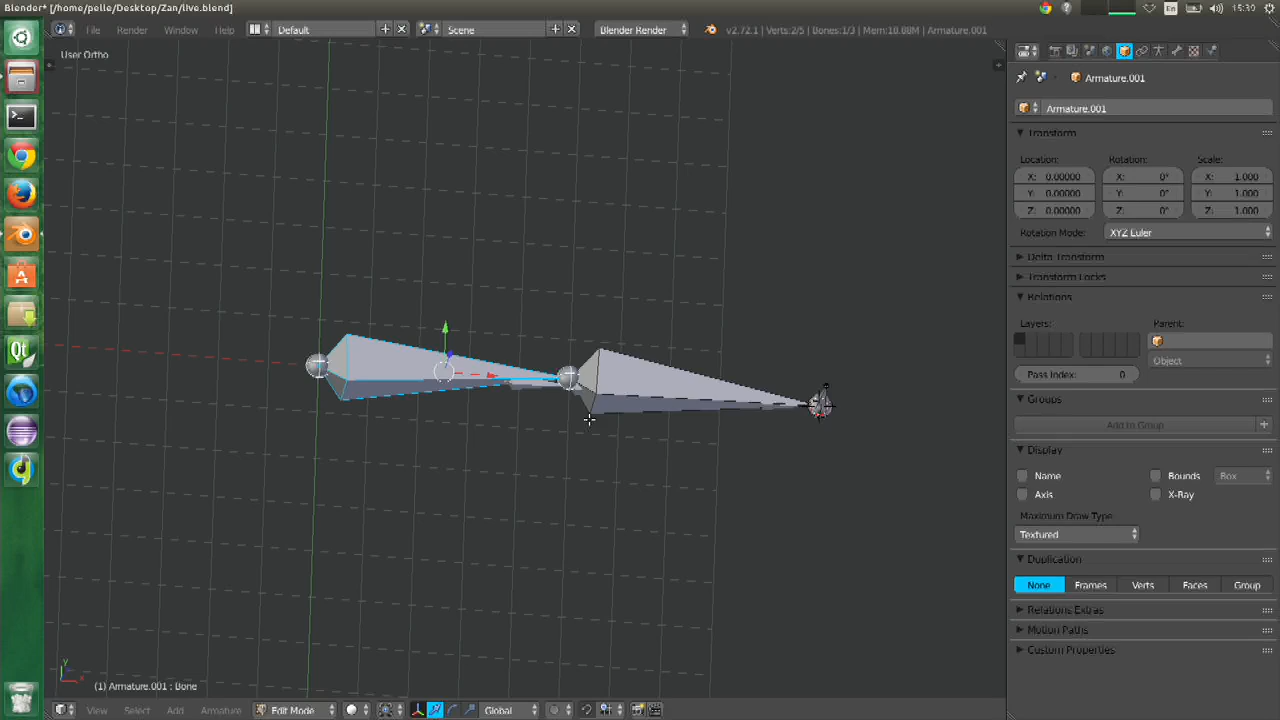 Blender* [/home/pelle/Desktop/Zan/live.blend] En 15:30
File Render Window Help Default Scene Blender Render v2.72.1 | Verts:2/5 | Bones:1/3 | Mem:10.88M | Armature.001
User Ortho
Armature.001
Armature.001
Transform
Location: Rotation: Scale:
X: 0.00000 X: 0° X: 1.000
Y: 0.00000 Y: 0° Y: 1.000
Z: 0.00000 Z: 0° Z: 1.000
Rotation Mode: XYZ Euler
Delta Transform
Transform Locks
Relations
Layers: Parent:
Object
Pass Index: 0
Groups
Add to Group
Display
Name Bounds Box
Axis X-Ray
Maximum Draw Type:
Textured
Duplication
None Frames Verts Faces Group
Relations Extras
Motion Paths
Custom Properties
Y
X
(1) Armature.001 : Bone
View Select Add Armature Edit Mode Global
Qt